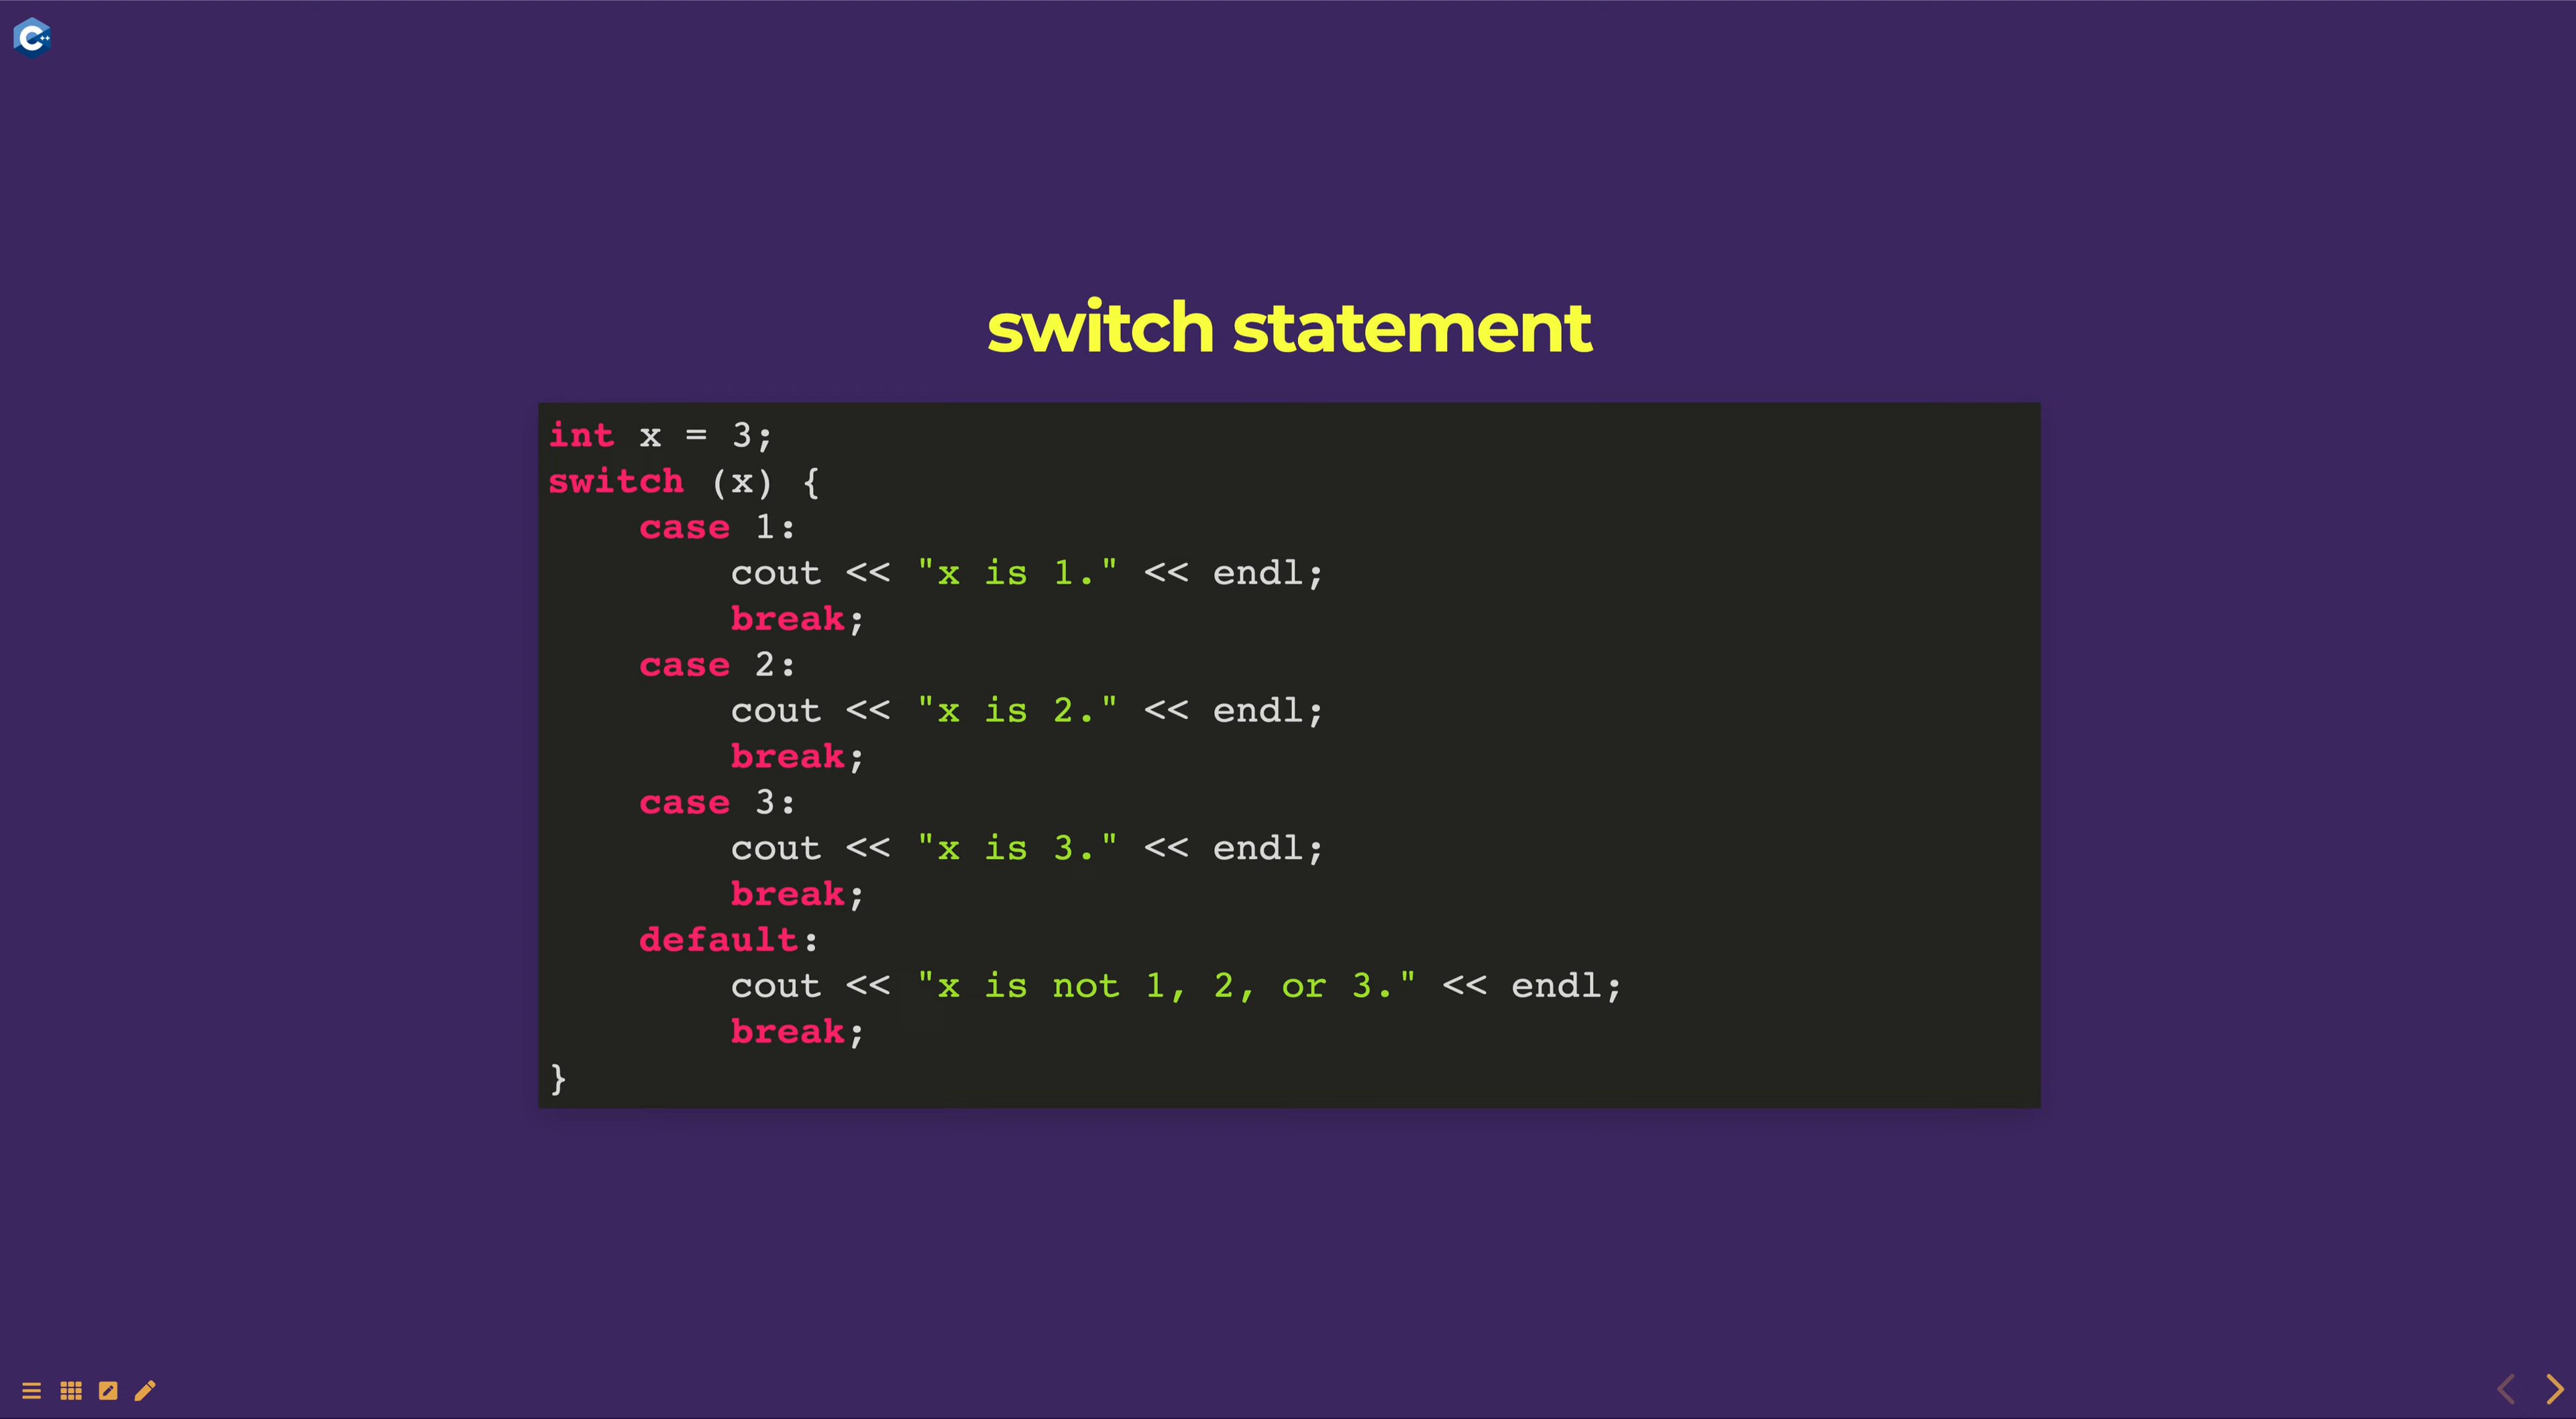 C++
switch statement
int x = 3;
switch (x) {
    case 1:
        cout << "x is 1." << endl;
        break;
    case 2:
        cout << "x is 2." << endl;
        break;
    case 3:
        cout << "x is 3." << endl;
        break;
    default:
        cout << "x is not 1, 2, or 3." << endl;
        break;
}